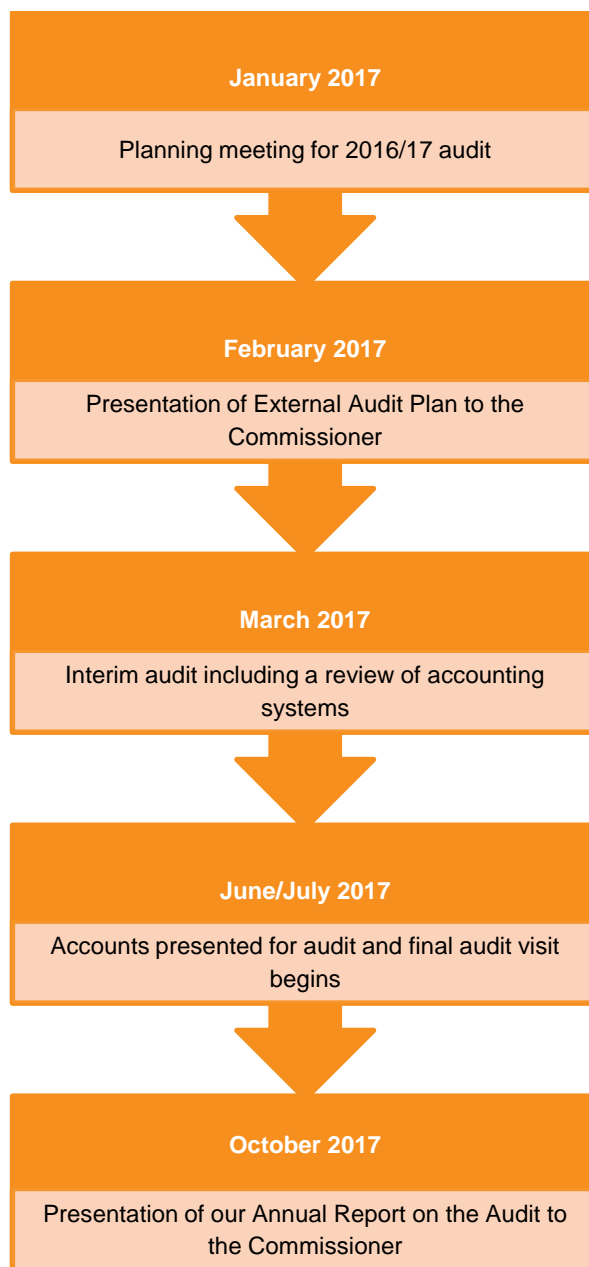 January 2017
Planning meeting for 2016/17 audit
February 2017
Presentation of External Audit Plan to the
Commissioner
March 2017
Interim audit including a review of accounting
systems
June/July 2017
Accounts presented for audit and final audit visit
begins
October 2017
Presentation of our Annual Report on the Audit to
the Commissioner